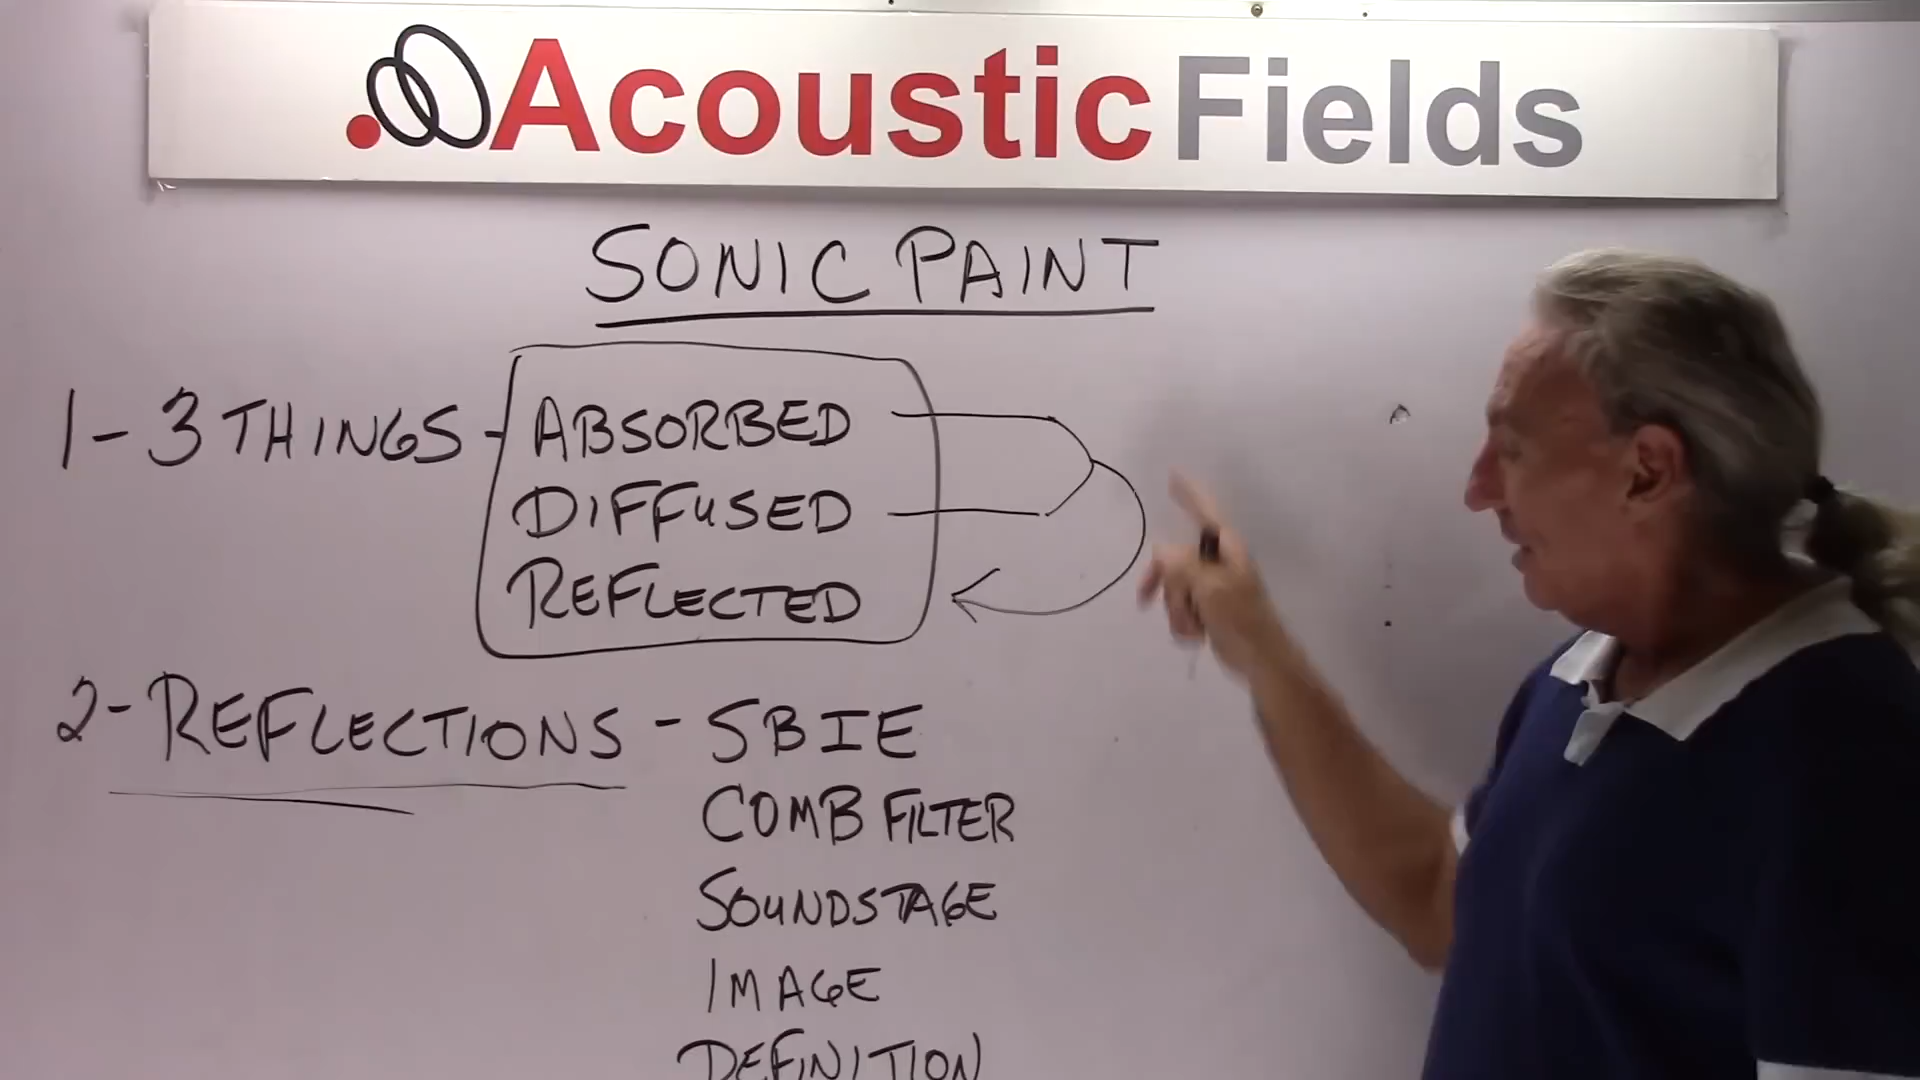 AcousticFields
SONIC PAINT
1-3 THINGS - ABSORBED
DIFFUSED
REFLECTED
2-REFLECTIONS - SBIE
COMB FILTER
SOUNDSTAGE
IMAGE
DEFINITION